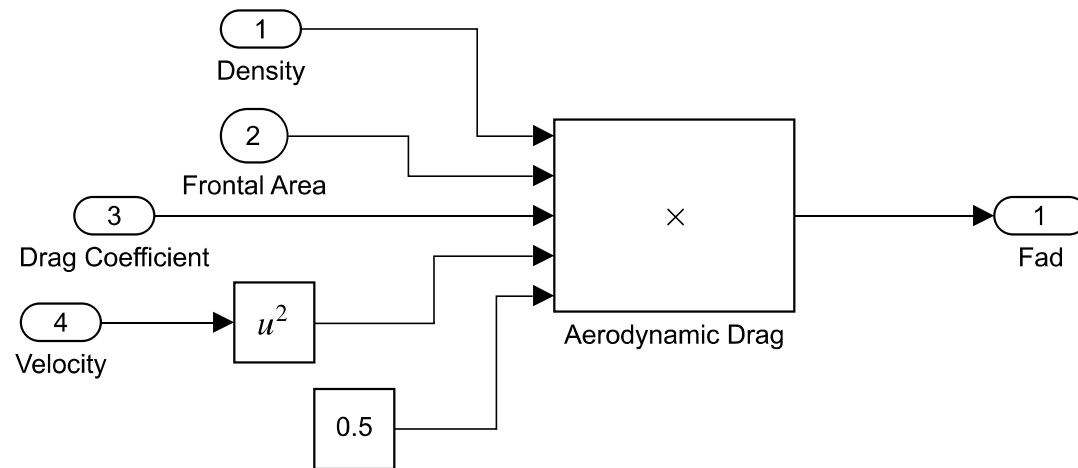 1
Density
2
Frontal Area
3
Drag Coefficient
4
Velocity
u²
0.5
×
Aerodynamic Drag
1
Fad